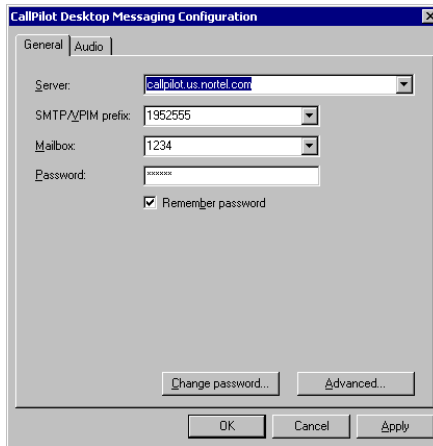 CallPilot Desktop Messaging Configuration
General Audio
Server: callpilot.us.nortel.com
SMTP/VPIM prefix: 1952555
Mailbox: 1234
Password: xxxxxx
Remember password
Change password... Advanced...
OK Cancel Apply